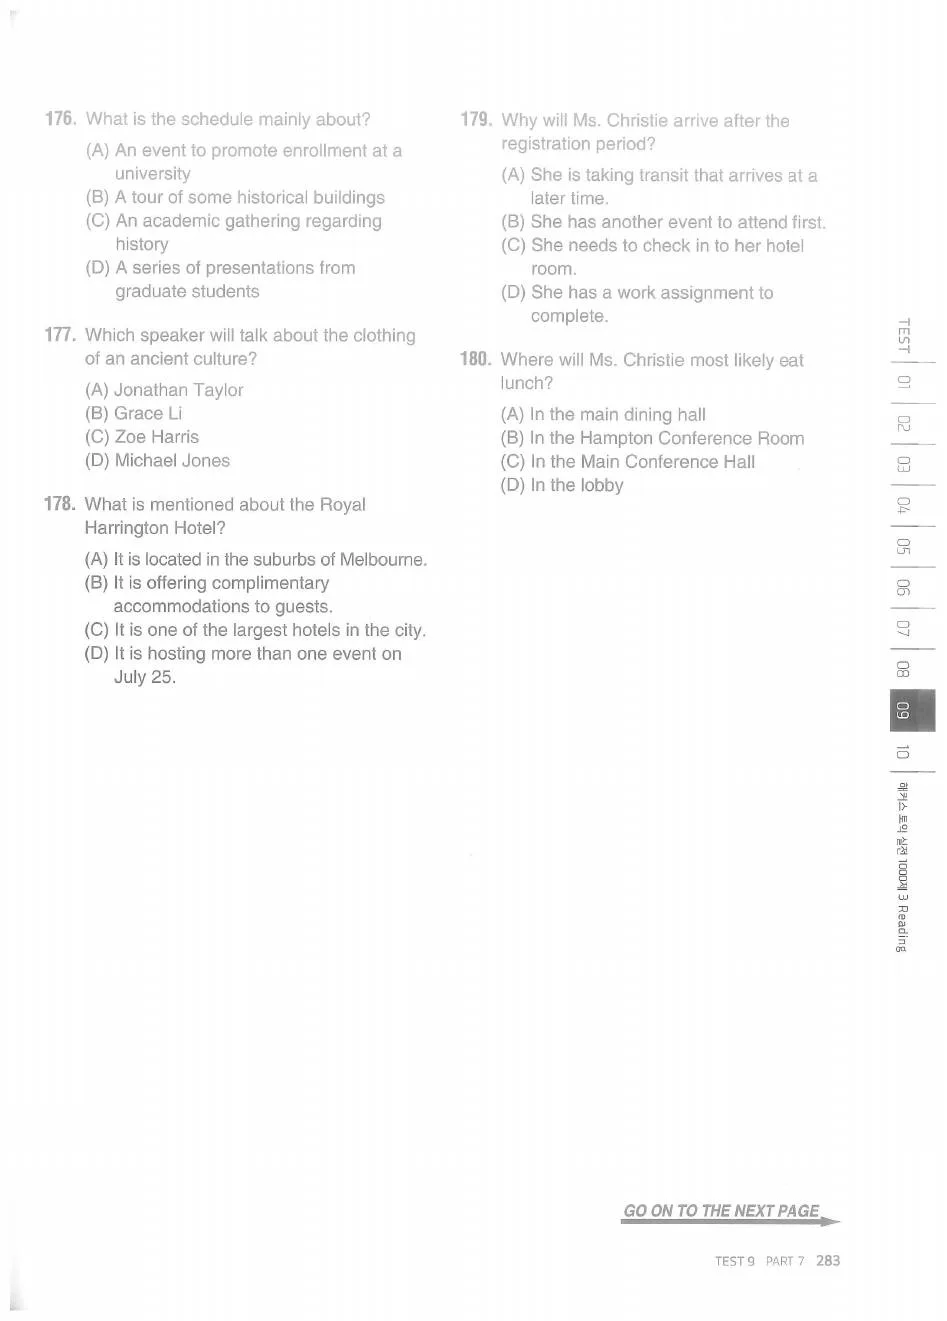 176. What is the schedule mainly about?
(A) An event to promote enrollment at a
university
(B) A tour of some historical buildings
(C) An academic gathering regarding
history
(D) A series of presentations from
graduate students
177. Which speaker will talk about the clothing
of an ancient culture?
(A) Jonathan Taylor
(B) Grace Li
(C) Zoe Harris
(D) Michael Jones
178. What is mentioned about the Royal
Harrington Hotel?
(A) It is located in the suburbs of Melbourne.
(B) It is offering complimentary
accommodations to guests.
(C) It is one of the largest hotels in the city.
(D) It is hosting more than one event on
July 25.
179. Why will Ms. Christie arrive after the
registration period?
(A) She is taking transit that arrives at a
later time.
(B) She has another event to attend first.
(C) She needs to check in to her hotel
room.
(D) She has a work assignment to
complete.
180. Where will Ms. Christie most likely eat
lunch?
(A) In the main dining hall
(B) In the Hampton Conference Room
(C) In the Main Conference Hall
(D) In the lobby
TEST
01
02
03
04
05
06
07
08
09
10
해커스 토익 실전 1000제 3 Reading
GO ON TO THE NEXT PAGE
TEST 9 PART 7 283